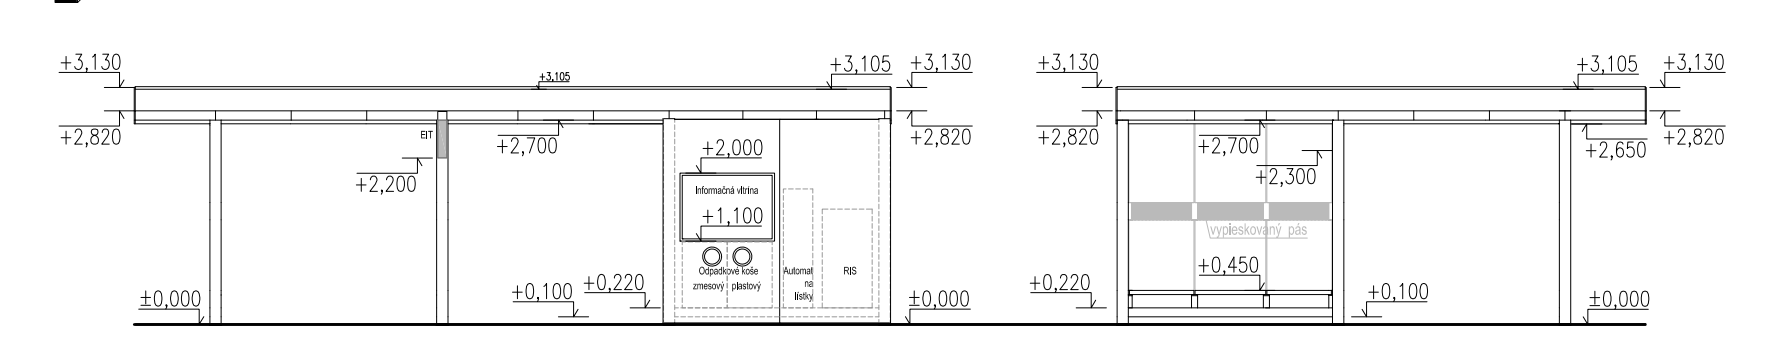 +3,130
+3,105
+3,105
+3,130
+3,130
+3,105
+3,130
+2,820
EIT
+2,700
+2,820
+2,820
+2,700
+2,650
+2,820
+2,000
+2,200
+2,300
Informačná vitrína
+1,100
vypieskovaný pás
Odpadkové koše
zmesový plastový
Automat
na
lístky
RIS
+0,450
+0,220
+0,220
+0,100
+0,100
±0,000
±0,000
±0,000